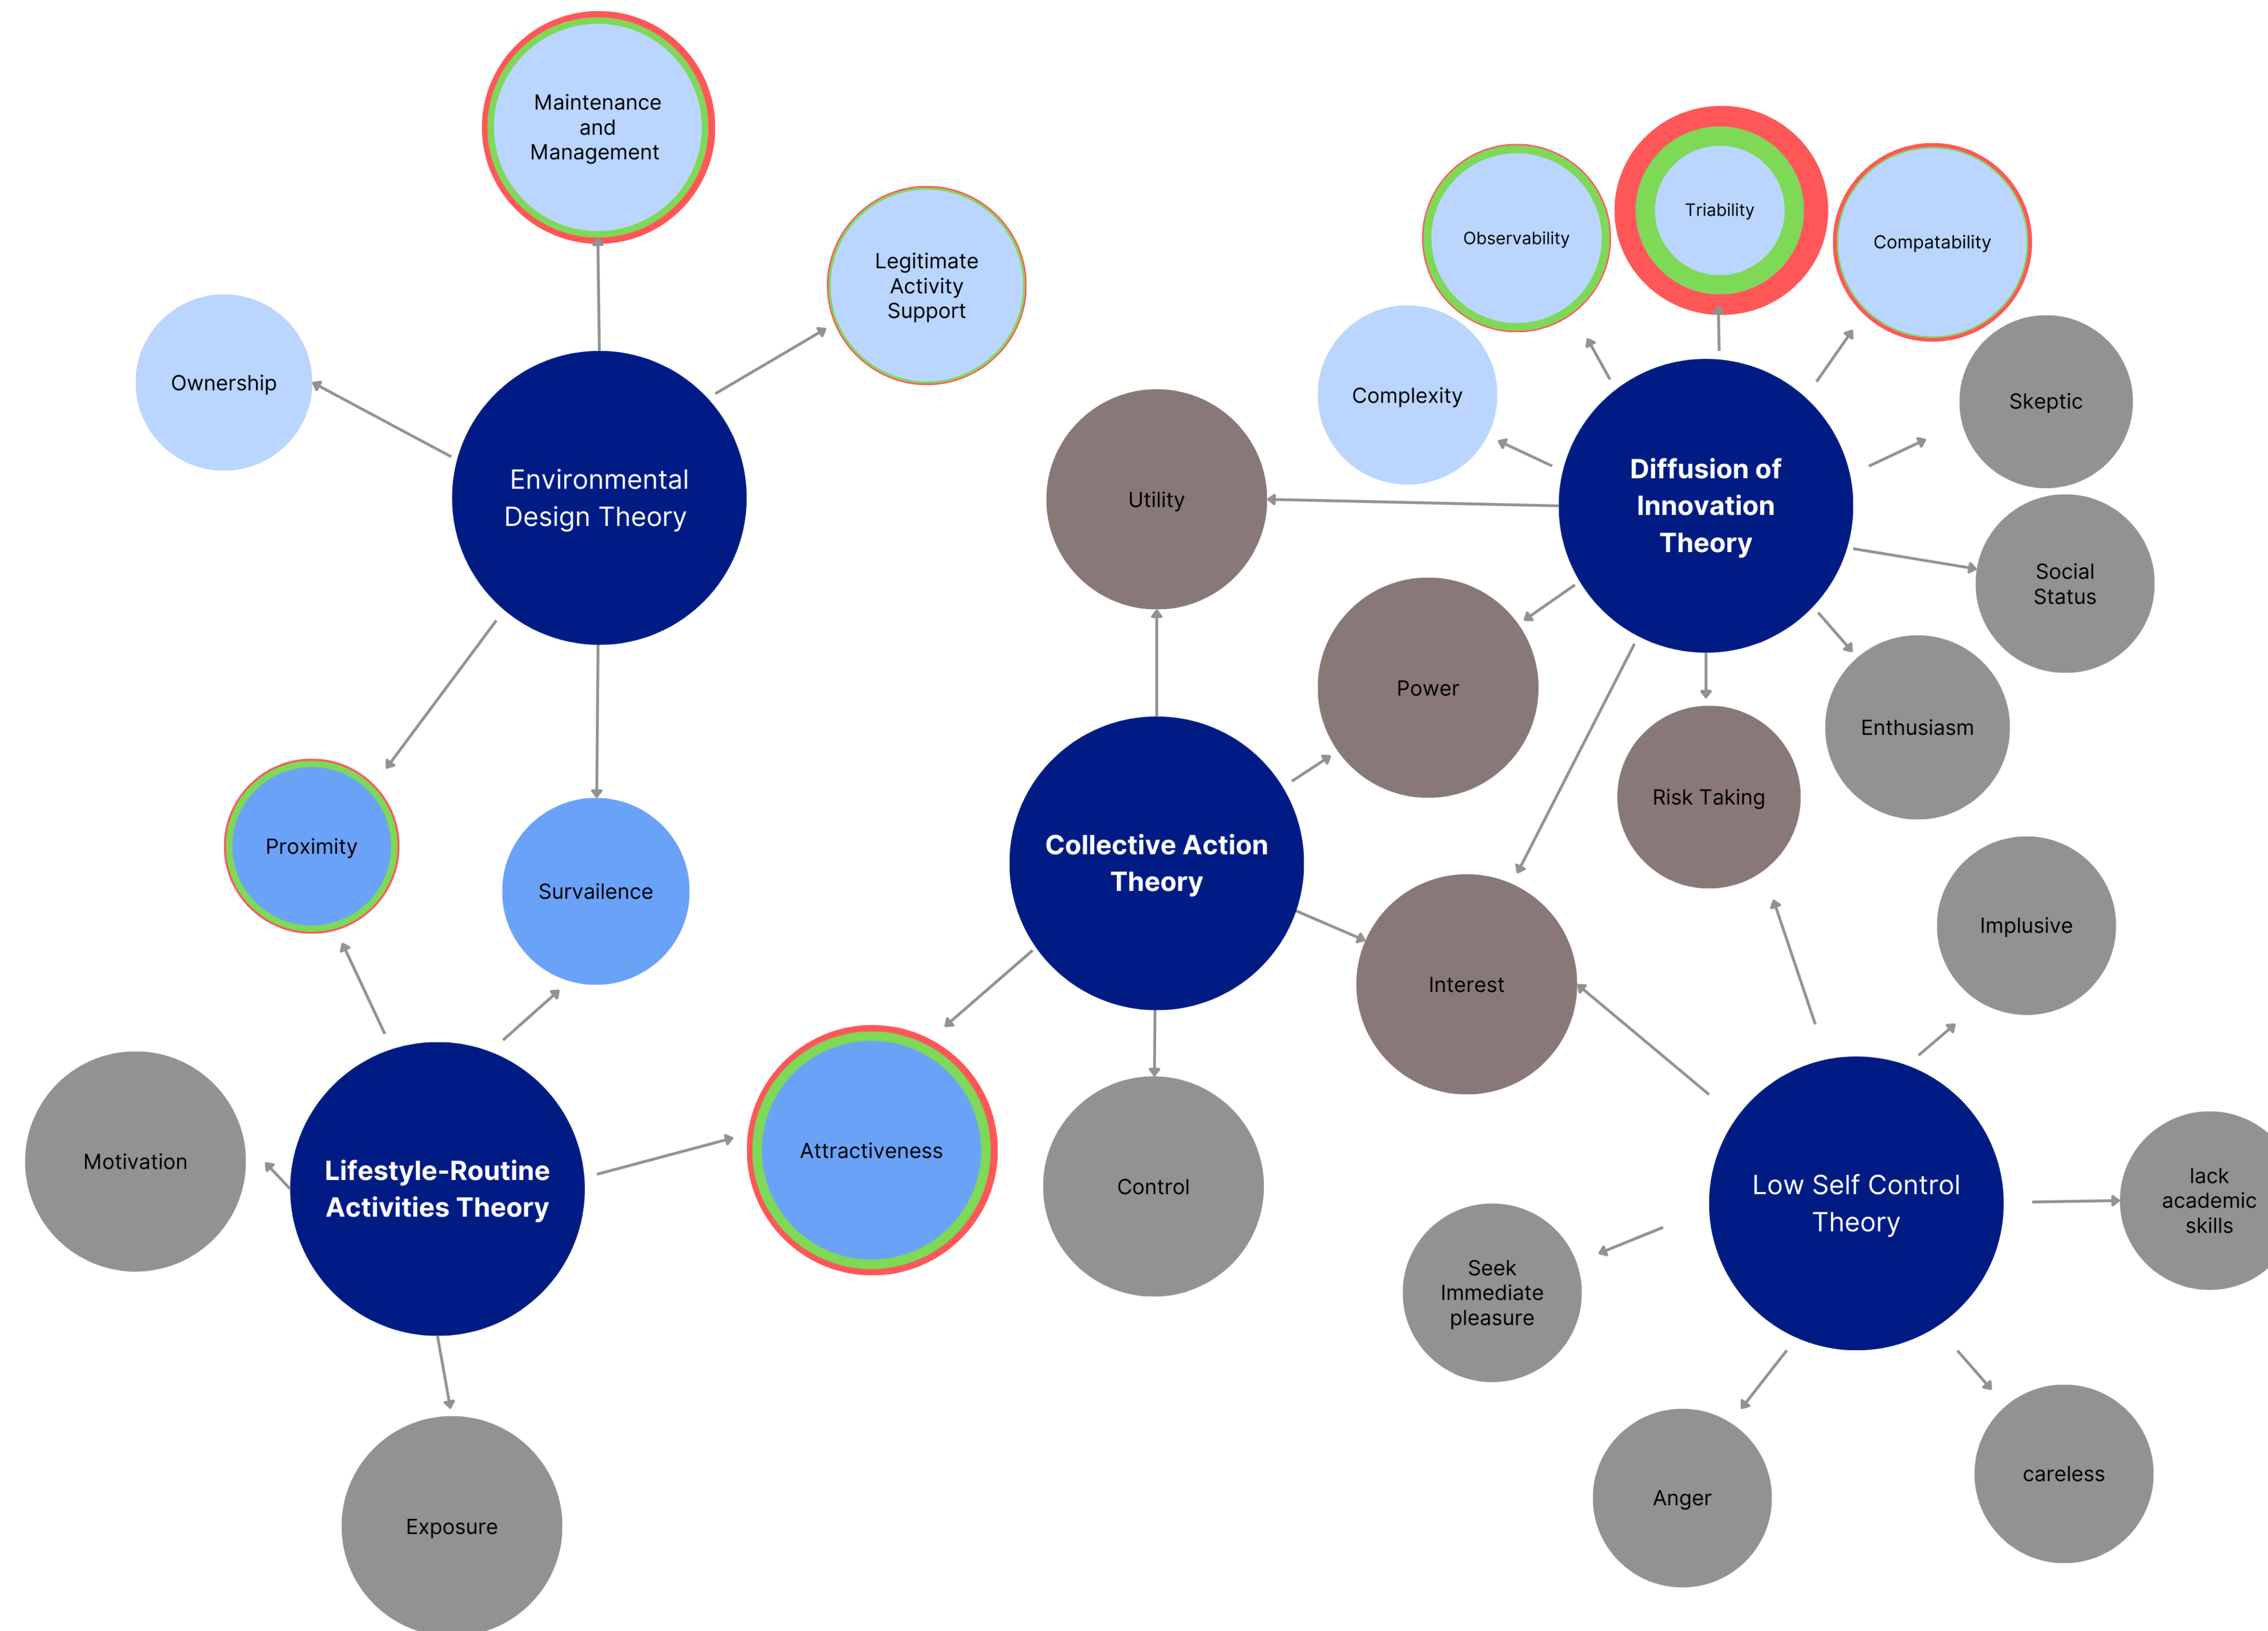 Maintenance
and
Management
Legitimate
Activity
Support
Ownership
Environmental
Design Theory
Observability
Triability
Compatability
Complexity
Skeptic
Utility
Diffusion of
Innovation
Theory
Social
Status
Power
Enthusiasm
Risk Taking
Proximity
Survailence
Collective Action
Theory
Interest
Implusive
Motivation
Lifestyle-Routine
Activities Theory
Attractiveness
Control
Low Self Control
Theory
lack
academic
skills
Seek
Immediate
pleasure
Exposure
Anger
careless